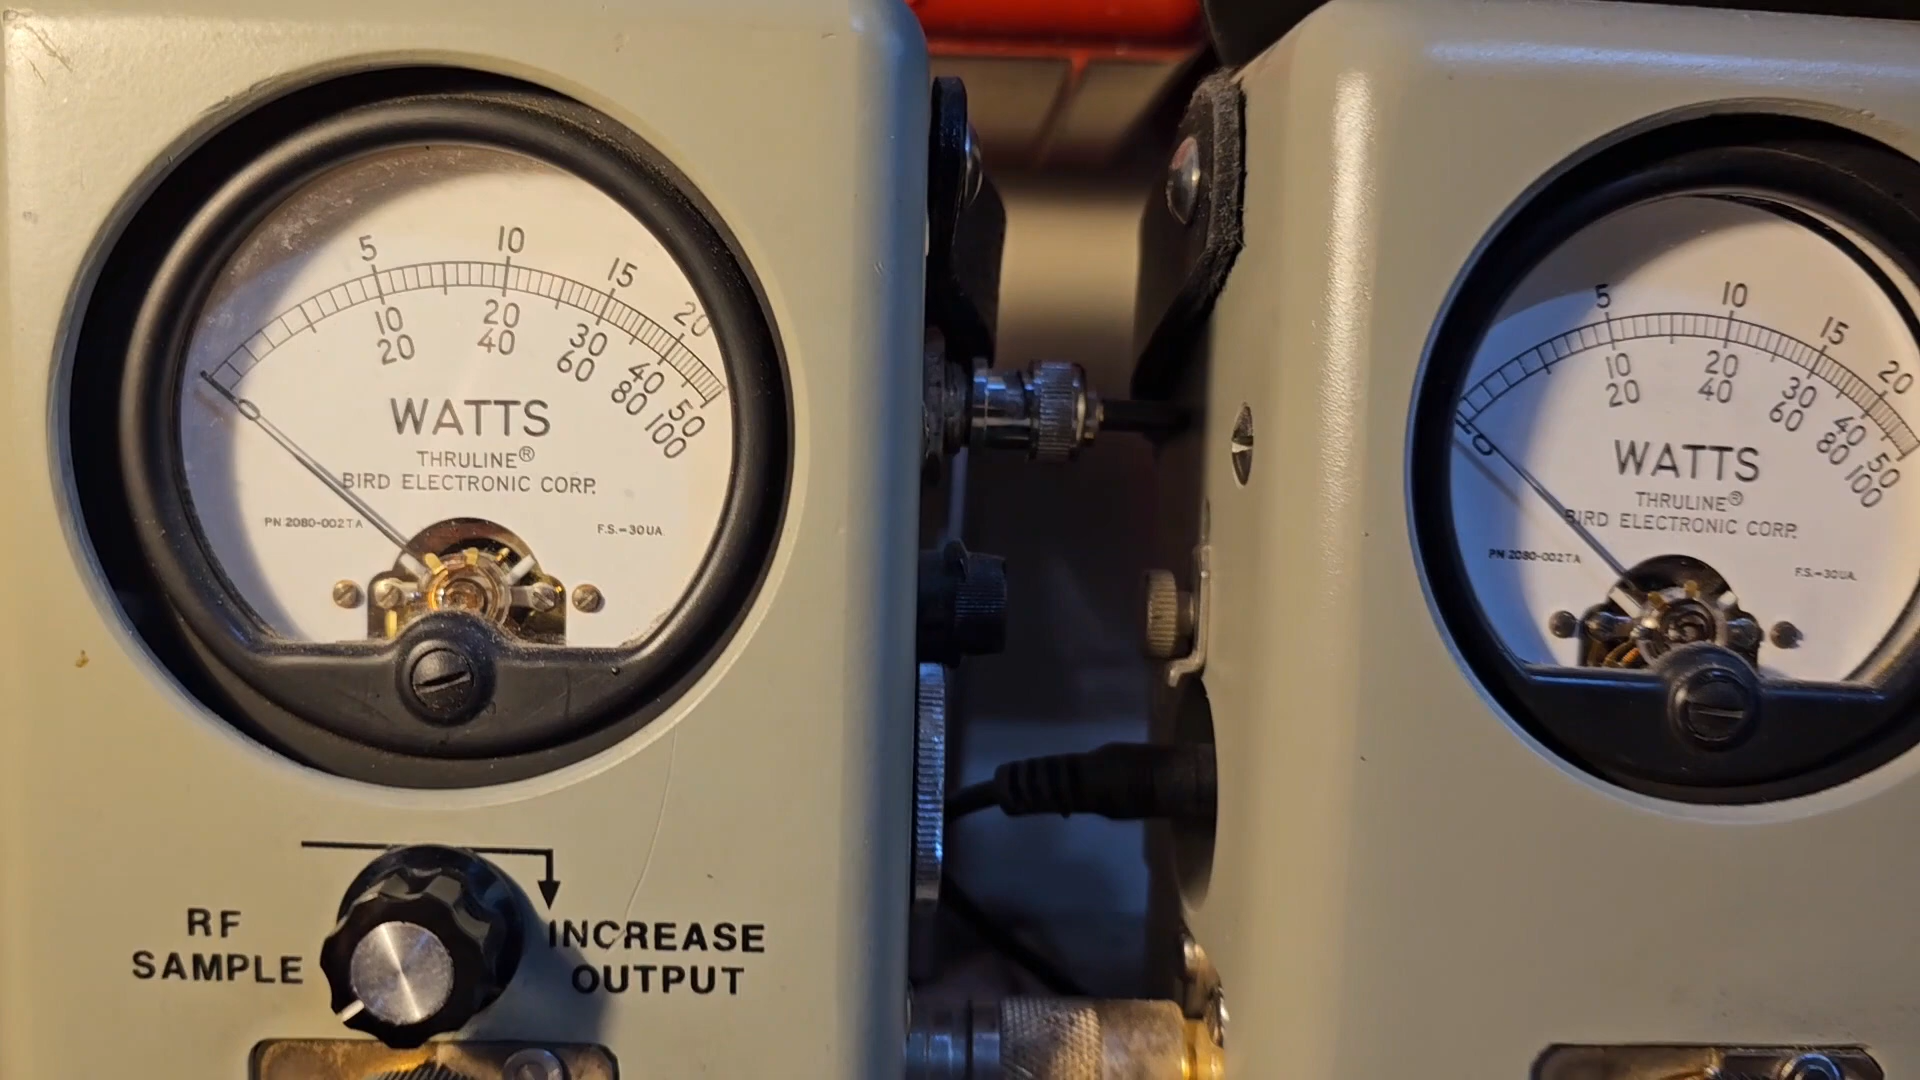 5 10 15 20
10 20 30 40 50
20 40 60 80 100
0
WATTS
THRULINE®
BIRD ELECTRONIC CORP.
PN 2080-002TA F.S.-30UA.
RF
SAMPLE
INCREASE
OUTPUT
5 10 15 20
10 20 30 40 50
20 40 60 80 100
0
WATTS
THRULINE®
BIRD ELECTRONIC CORP.
PN 2080-002TA F.S.-30UA.